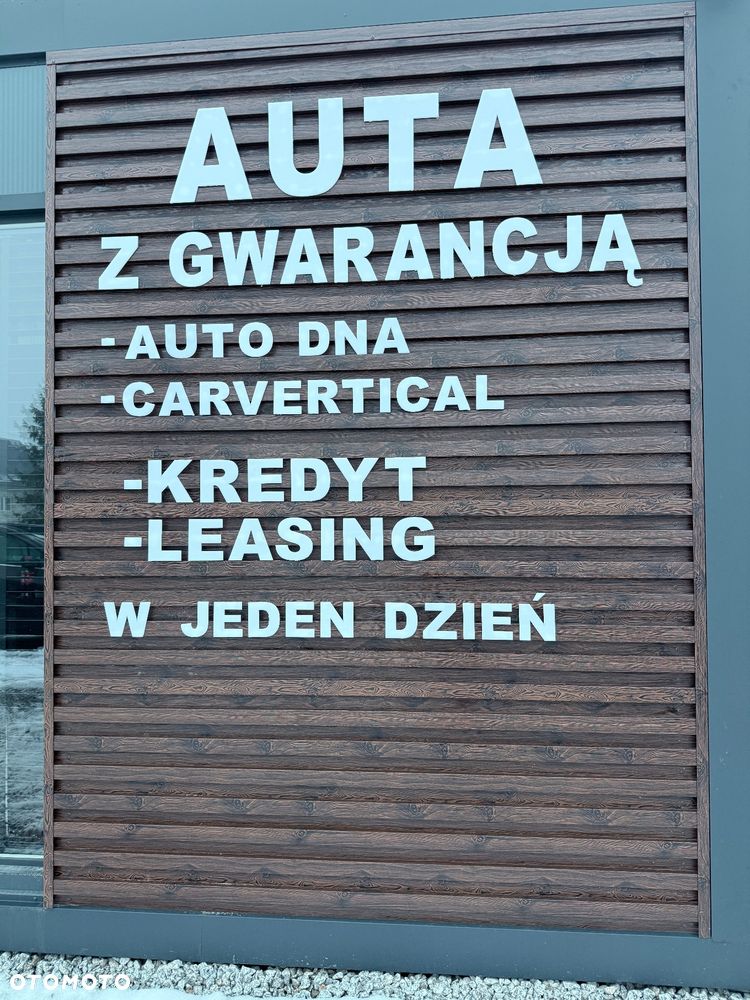 AUTA
Z GWARANCJĄ
-AUTO DNA
-CARVERTICAL
-KREDYT
-LEASING
W JEDEN DZIEŃ
OTOMOTO